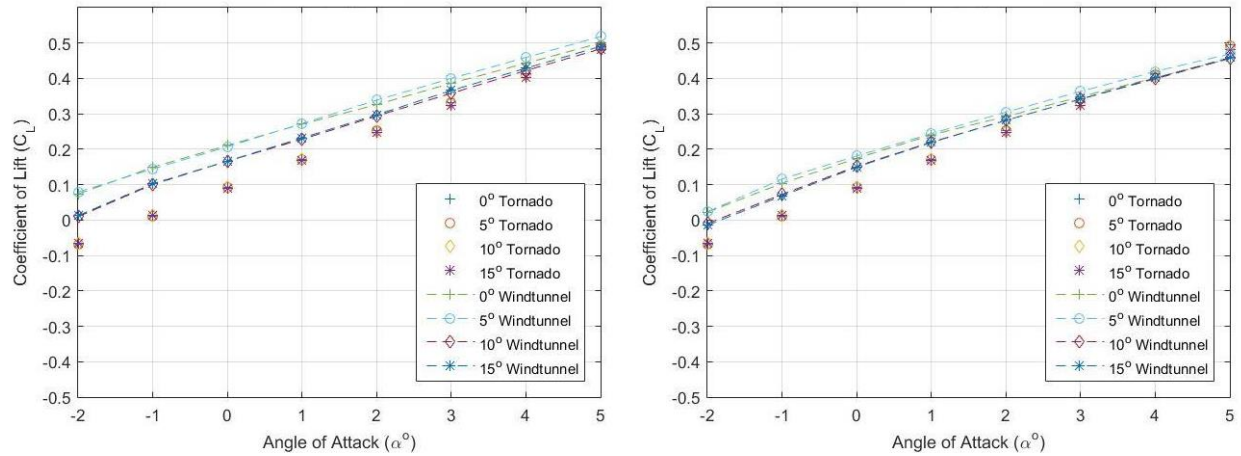 0.5
0.4
0.3
0.2
0.1
0
-0.1
-0.2
-0.3
-0.4
-0.5
Coefficient of Lift (C_L)
0° Tornado
5° Tornado
10° Tornado
15° Tornado
0° Windtunnel
5° Windtunnel
10° Windtunnel
15° Windtunnel
-2 -1 0 1 2 3 4 5
Angle of Attack (α°)
0.5
0.4
0.3
0.2
0.1
0
-0.1
-0.2
-0.3
-0.4
-0.5
Coefficient of Lift (C_L)
0° Tornado
5° Tornado
10° Tornado
15° Tornado
0° Windtunnel
5° Windtunnel
10° Windtunnel
15° Windtunnel
-2 -1 0 1 2 3 4 5
Angle of Attack (α°)